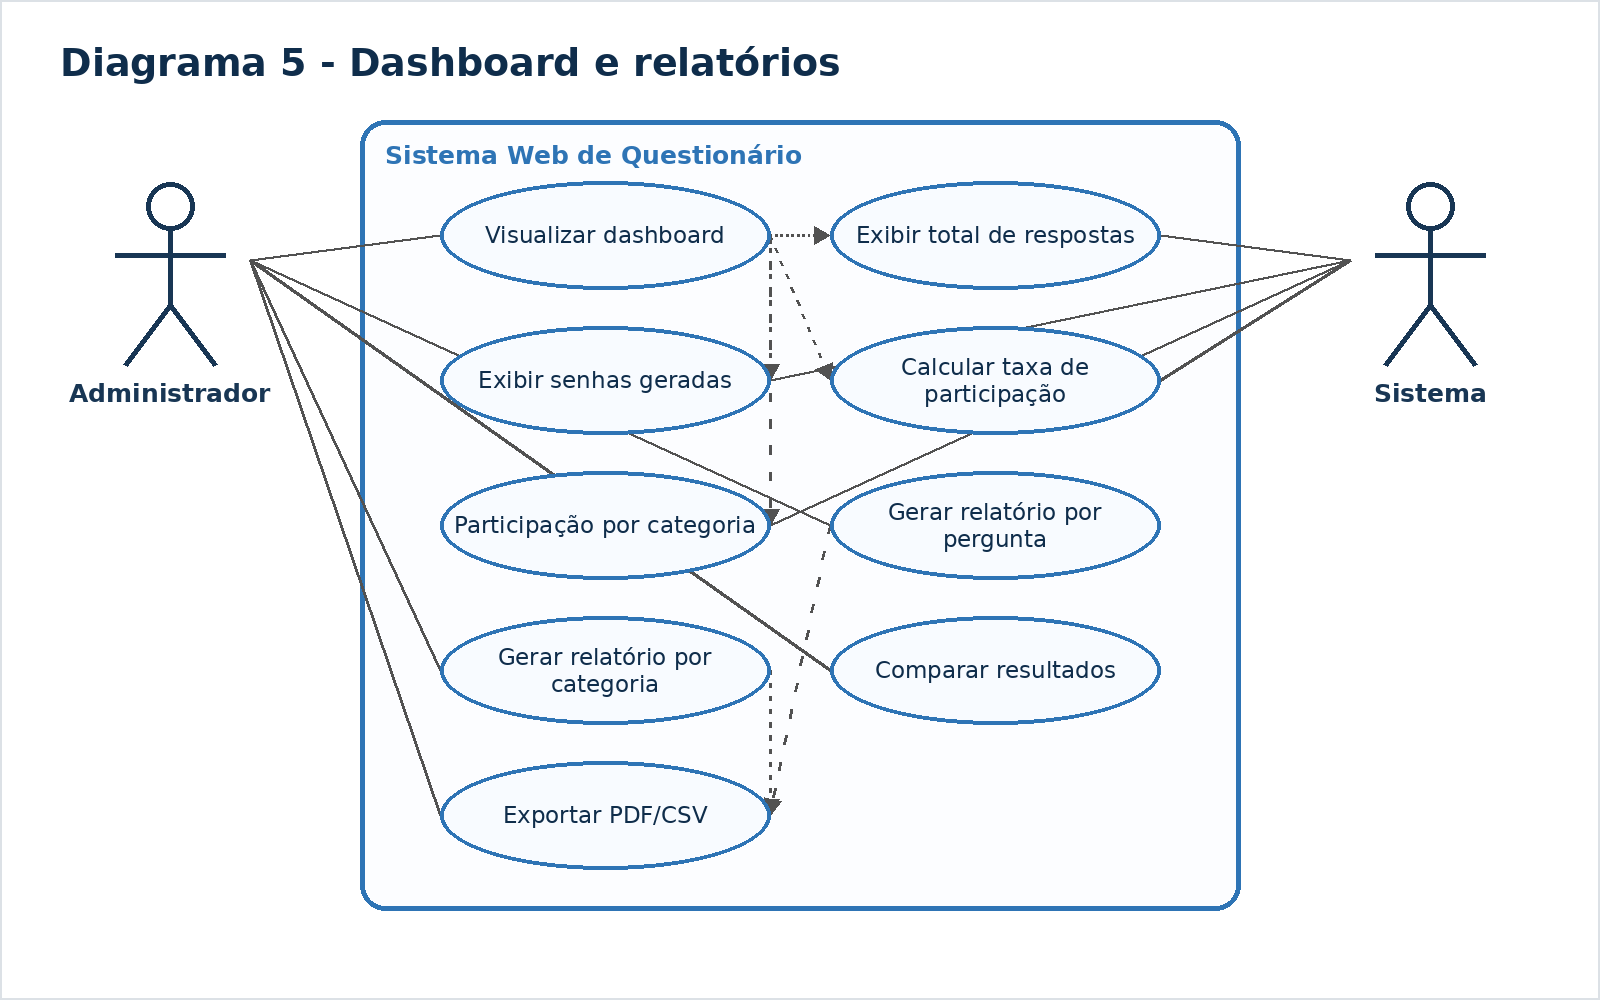 Diagrama 5 - Dashboard e relatórios
Sistema Web de Questionário
Administrador
Sistema
Visualizar dashboard
Exibir total de respostas
Exibir senhas geradas
Calcular taxa de
participação
Participação por categoria
Gerar relatório por
pergunta
Gerar relatório por
categoria
Comparar resultados
Exportar PDF/CSV